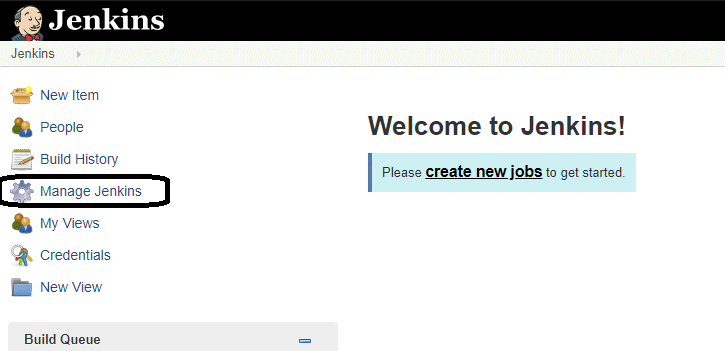 Jenkins
Jenkins
New Item
People
Build History
Manage Jenkins
My Views
Credentials
New View
Build Queue
Welcome to Jenkins!
Please create new jobs to get started.